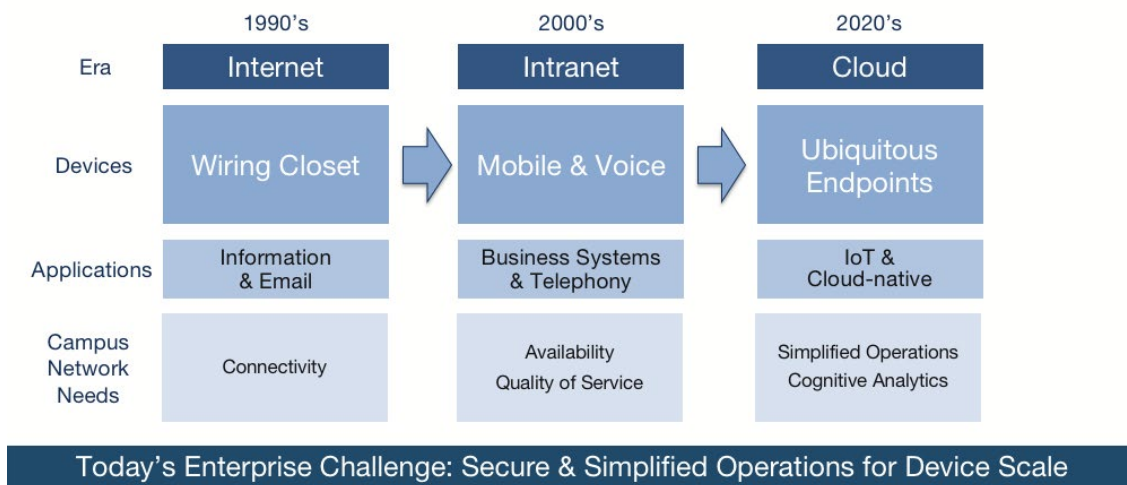 1990’s 2000’s 2020’s
Era Internet Intranet Cloud
Devices Wiring Closet Mobile & Voice Ubiquitous
Endpoints
Applications Information
& Email Business Systems
& Telephony IoT &
Cloud-native
Campus
Network
Needs
Connectivity
Availability
Quality of Service
Simplified Operations
Cognitive Analytics
Today’s Enterprise Challenge: Secure & Simplified Operations for Device Scale